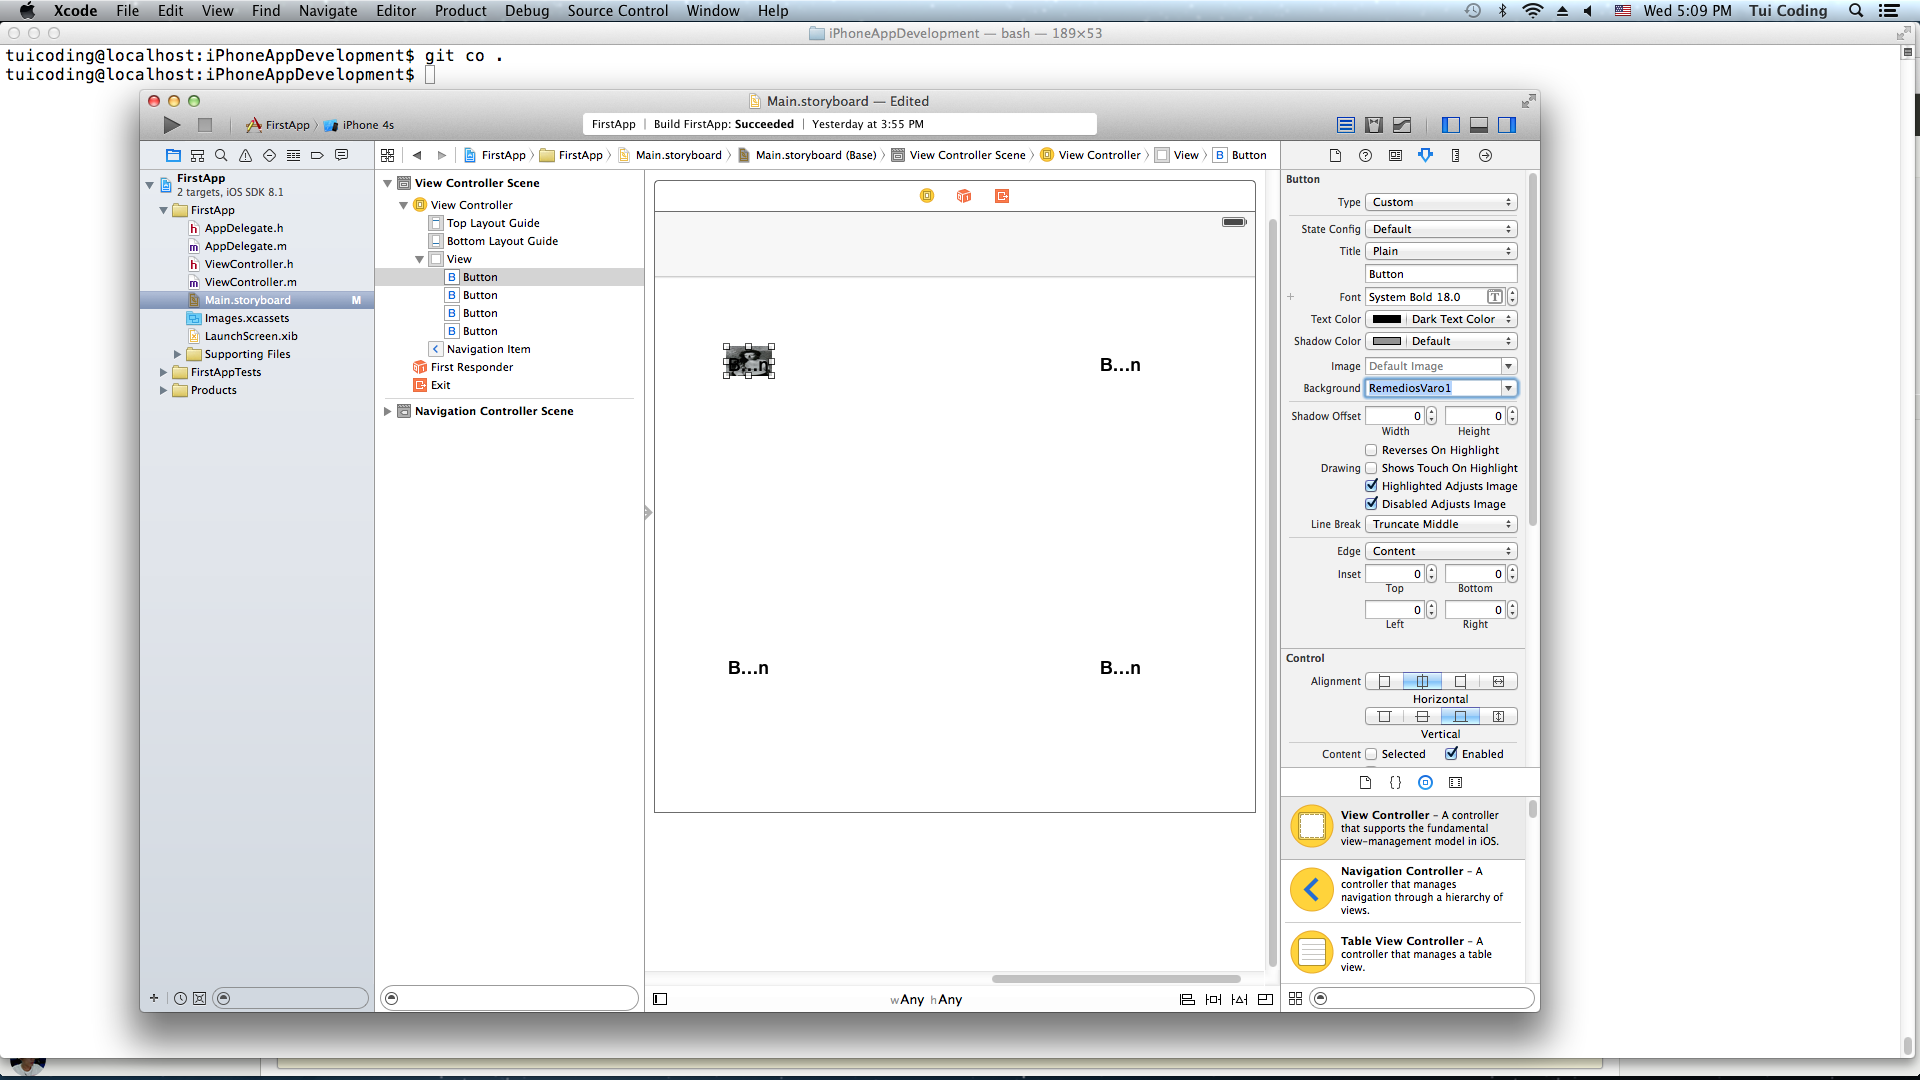 Xcode File Edit View Find Navigate Editor Product Debug Source Control Window Help Wed 5:09 PM Tui Coding
iPhoneAppDevelopment — bash — 189×53
tuicoding@localhost:iPhoneAppDevelopment$ git co .
tuicoding@localhost:iPhoneAppDevelopment$
Main.storyboard — Edited
FirstApp iPhone 4s
FirstApp Build FirstApp: Succeeded Yesterday at 3:55 PM
FirstApp FirstApp Main.storyboard Main.storyboard (Base) View Controller Scene View Controller View B Button
FirstApp
2 targets, iOS SDK 8.1
FirstApp
h AppDelegate.h
m AppDelegate.m
h ViewController.h
m ViewController.m
Main.storyboard M
Images.xcassets
LaunchScreen.xib
Supporting Files
FirstAppTests
Products
View Controller Scene
View Controller
Top Layout Guide
Bottom Layout Guide
View
B Button
B Button
B Button
B Button
Navigation Item
First Responder
Exit
Navigation Controller Scene
B...n
B...n
B...n
B...n
wAny hAny
Button
Type Custom
State Config Default
Title Plain
Button
Font System Bold 18.0 T
Text Color Dark Text Color
Shadow Color Default
Image Default Image
Background RemediosVaro1
Shadow Offset 0 0
Width Height
Reverses On Highlight
Drawing Shows Touch On Highlight
Highlighted Adjusts Image
Disabled Adjusts Image
Line Break Truncate Middle
Edge Content
Inset 0 0
Top Bottom
0 0
Left Right
Control
Alignment
Horizontal
Vertical
Content Selected Enabled
{ }
View Controller – A controller
that supports the fundamental
view-management model in iOS.
Navigation Controller – A
controller that manages
navigation through a hierarchy of
views.
Table View Controller – A
controller that manages a table
view.